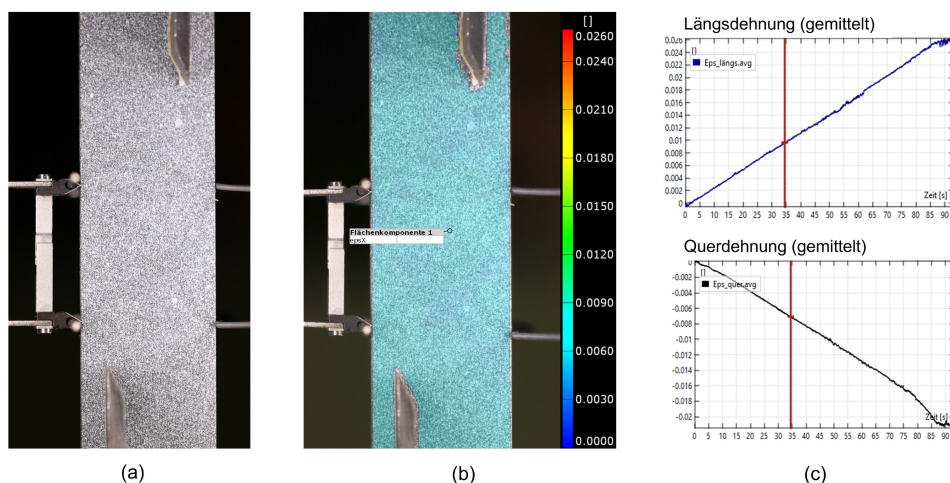 []
0.0260
0.0240
0.0210
0.0180
0.0150
0.0120
0.0090
0.0060
0.0030
0.0000
Flächenkomponente 1
epsX
(a)
(b)
Längsdehnung (gemittelt)
0.026
[]
Eps_längs.avg
0.024
0.022
0.02
0.018
0.016
0.014
0.012
0.01
0.008
0.006
0.004
0.002
Zeit [s]
0 5 10 15 20 25 30 35 40 45 50 55 60 65 70 75 80 85 90
Querdehnung (gemittelt)
0
[]
Eps_quer.avg
-0.002
-0.004
-0.006
-0.008
-0.01
-0.012
-0.014
-0.016
-0.018
-0.02
Zeit [s]
0 5 10 15 20 25 30 35 40 45 50 55 60 65 70 75 80 85 90
(c)